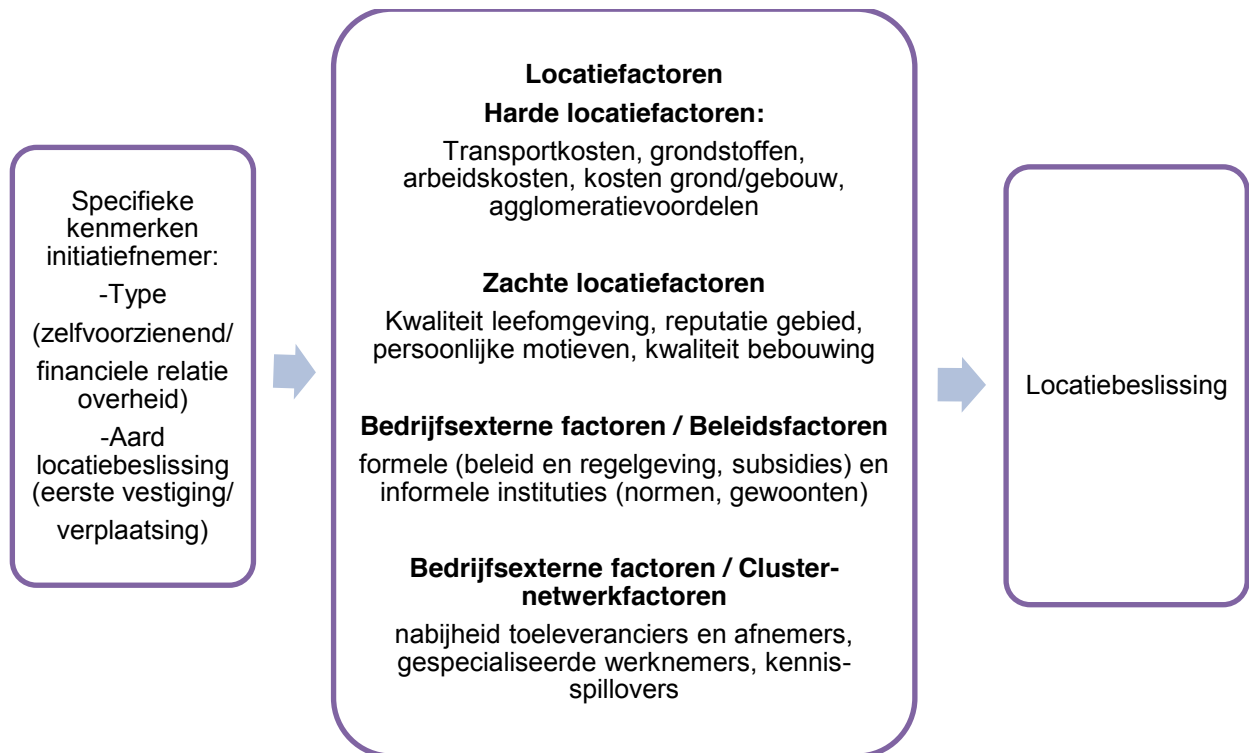 Specifieke
kenmerken
initiatiefnemer:
-Type
(zelfvoorzienend/
financiele relatie
overheid)
-Aard
locatiebeslissing
(eerste vestiging/
verplaatsing)
Locatiefactoren
Harde locatiefactoren:
Transportkosten, grondstoffen,
arbeidskosten, kosten grond/gebouw,
agglomeratievoordelen
Zachte locatiefactoren
Kwaliteit leefomgeving, reputatie gebied,
persoonlijke motieven, kwaliteit bebouwing
Bedrijfsexterne factoren / Beleidsfactoren
formele (beleid en regelgeving, subsidies) en
informele instituties (normen, gewoonten)
Bedrijfsexterne factoren / Cluster-
netwerkfactoren
nabijheid toeleveranciers en afnemers,
gespecialiseerde werknemers, kennis-
spillovers
Locatiebeslissing